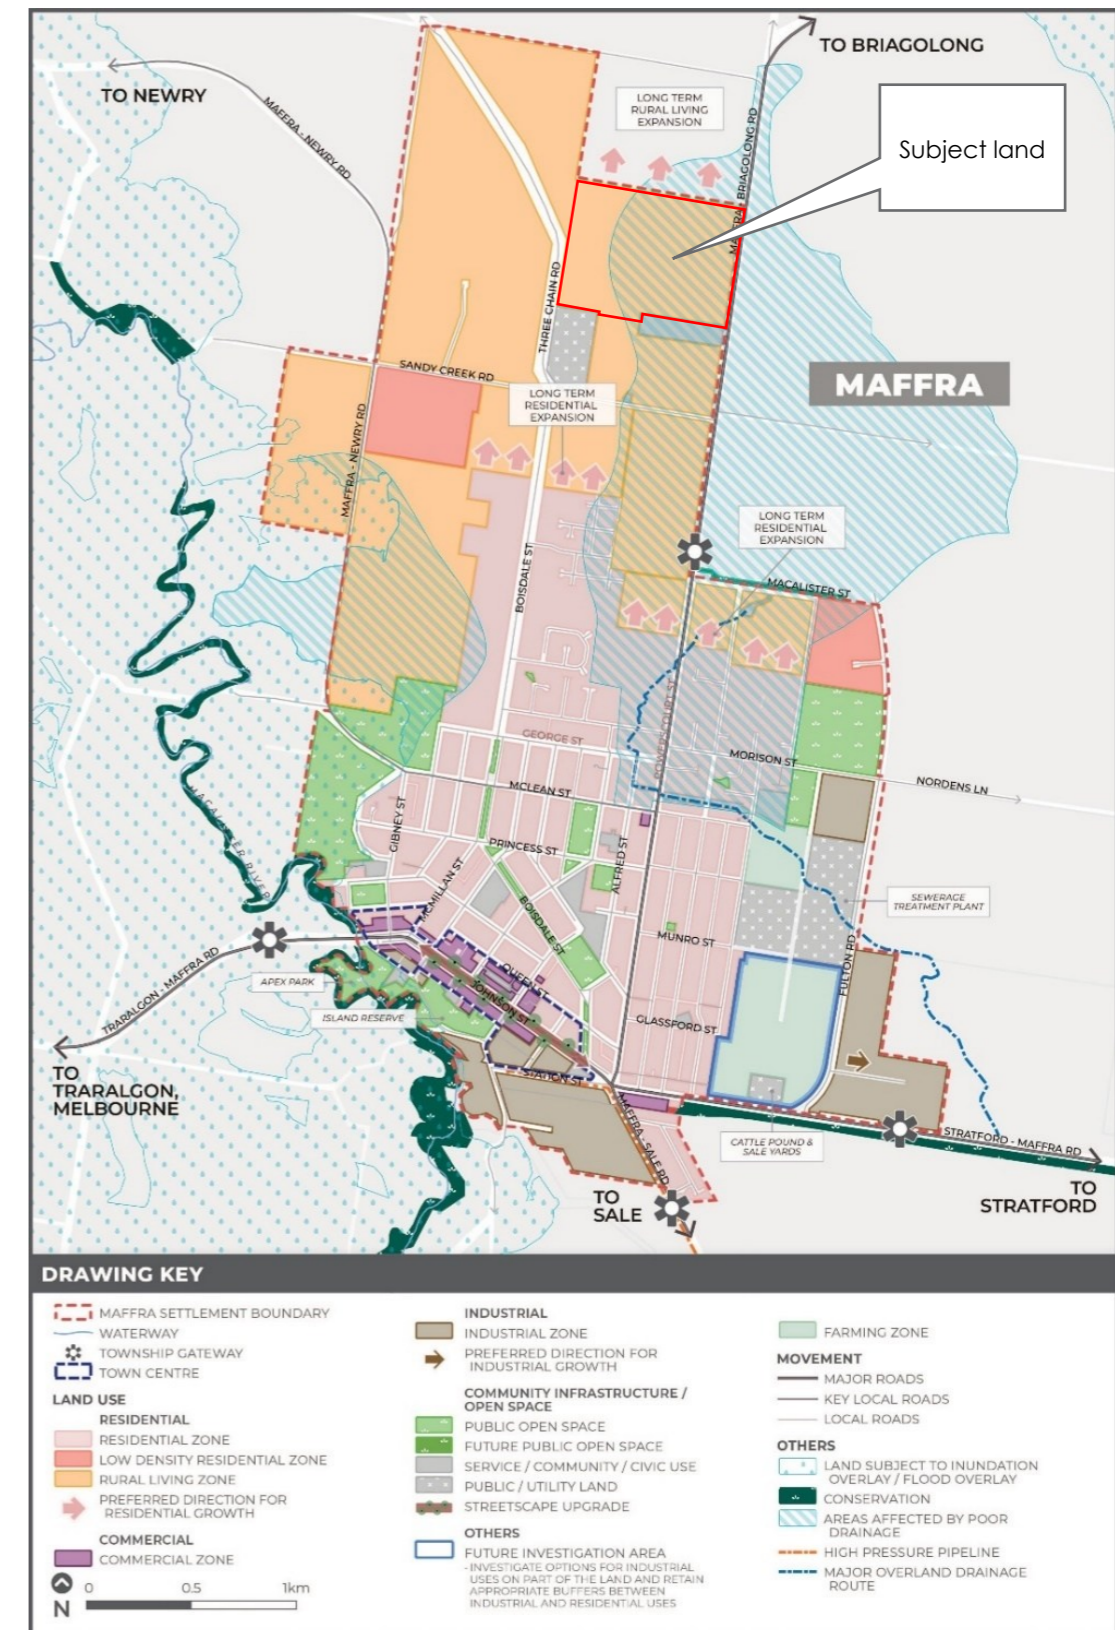 TO BRIAGOLONG
TO NEWRY
MAFFRA - NEWRY RD
LONG TERM
RURAL LIVING
EXPANSION
MAFFRA - BRIAGOLONG RD
Subject land
THREE CHAIN RD
SANDY CREEK RD
MAFFRA
LONG TERM
RESIDENTIAL
EXPANSION
MAFFRA - NEWRY RD
LONG TERM
RESIDENTIAL
EXPANSION
BOISDALE ST
MACALISTER ST
POWERSCOURT ST
GEORGE ST
MORISON ST
NORDENS LN
MCLEAN ST
GIBNEY ST
MACALISTER RIVER
PRINCESS ST
ALFRED ST
MCMILLAN ST
BOISDALE ST
SEWERAGE
TREATMENT PLANT
MUNRO ST
QUEEN ST
FULTON RD
TRARALGON - MAFFRA RD
APEX PARK
JOHNSON ST
ISLAND RESERVE
GLASSFORD ST
TO
TRARALGON,
MELBOURNE
STATION ST
MAFFRA - SALE RD
CATTLE POUND &
SALE YARDS
STRATFORD - MAFFRA RD
TO
SALE
TO
STRATFORD
DRAWING KEY
MAFFRA SETTLEMENT BOUNDARY
WATERWAY
TOWNSHIP GATEWAY
TOWN CENTRE
LAND USE
RESIDENTIAL
RESIDENTIAL ZONE
LOW DENSITY RESIDENTIAL ZONE
RURAL LIVING ZONE
PREFERRED DIRECTION FOR
RESIDENTIAL GROWTH
COMMERCIAL
COMMERCIAL ZONE
0 0.5 1km
N
INDUSTRIAL
INDUSTRIAL ZONE
PREFERRED DIRECTION FOR
INDUSTRIAL GROWTH
COMMUNITY INFRASTRUCTURE /
OPEN SPACE
PUBLIC OPEN SPACE
FUTURE PUBLIC OPEN SPACE
SERVICE / COMMUNITY / CIVIC USE
PUBLIC / UTILITY LAND
STREETSCAPE UPGRADE
OTHERS
FUTURE INVESTIGATION AREA
- INVESTIGATE OPTIONS FOR INDUSTRIAL
USES ON PART OF THE LAND AND RETAIN
APPROPRIATE BUFFERS BETWEEN
INDUSTRIAL AND RESIDENTIAL USES
FARMING ZONE
MOVEMENT
MAJOR ROADS
KEY LOCAL ROADS
LOCAL ROADS
OTHERS
LAND SUBJECT TO INUNDATION
OVERLAY / FLOOD OVERLAY
CONSERVATION
AREAS AFFECTED BY POOR
DRAINAGE
HIGH PRESSURE PIPELINE
MAJOR OVERLAND DRAINAGE
ROUTE